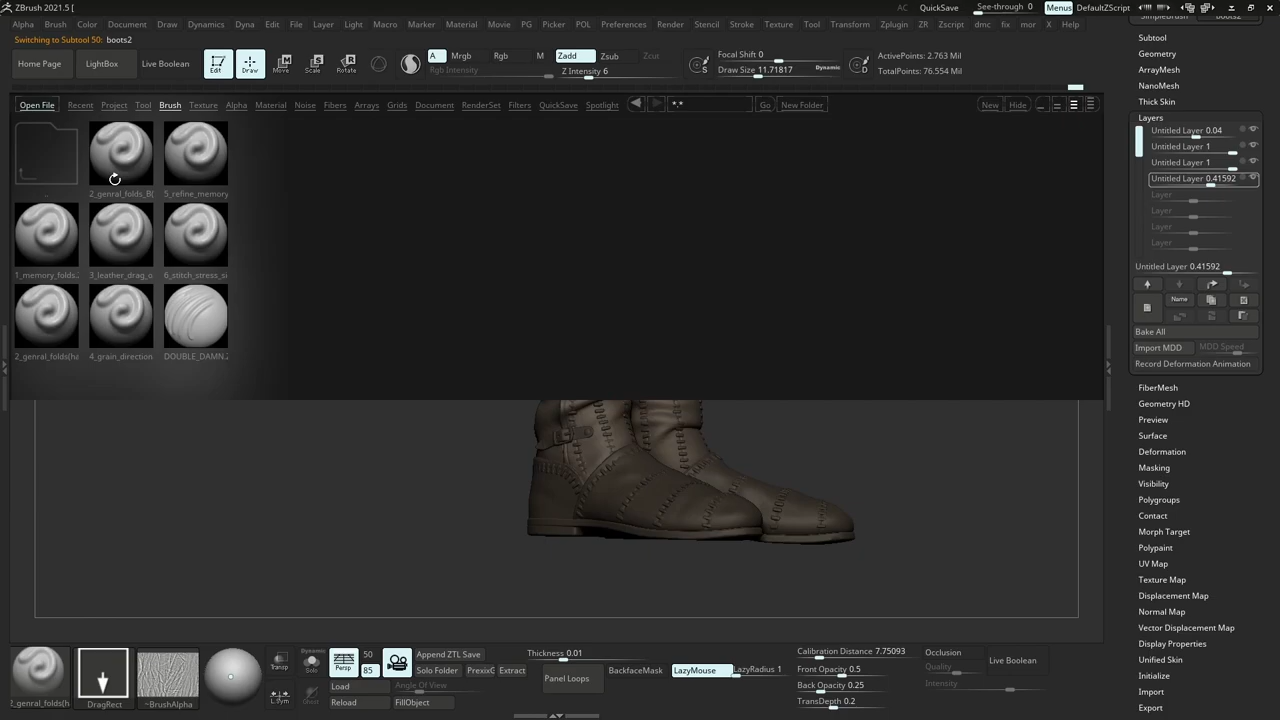 ZBrush 2021.5 [
AC QuickSave See-through 0 Menus DefaultZScript
Alpha Brush Color Document Draw Dynamics Edit File Layer Light Macro Marker Material Movie PG Picker POL Preferences Render Stencil Stroke Texture Tool Transform Zplugin ZR Zscript dmc fix mor X Help
Switching to Subtool 50: boots2
Home Page LightBox Live Boolean Edit Draw Move Scale Rotate A Mrgb Rgb M Zadd Zsub Zcut Focal Shift 0 ActivePoints: 2.763 Mil
Rgb Intensity Z Intensity 6 S Draw Size 11.71817 Dynamic D TotalPoints: 76.554 Mil
Open File Recent Project Tool Brush Texture Alpha Material Noise Fibers Arrays Grids Document RenderSet Filters QuickSave Spotlight *.* Go New Folder New Hide
.. 2_genral_folds_B( 5_refine_memory
1_memory_folds. 3_leather_drag_o 6_stitch_stress_si
2_genral_folds(ha 4_grain_direction DOUBLE_DAMN.Z
SimpleBrush boots2
Subtool
Geometry
ArrayMesh
NanoMesh
Thick Skin
Layers
Untitled Layer 0.04
Untitled Layer 1
Untitled Layer 1
Untitled Layer 0.41592
Layer
Layer
Layer
Layer
Untitled Layer 0.41592
Name
Bake All
Import MDD MDD Speed
Record Deformation Animation
FiberMesh
Geometry HD
Preview
Surface
Deformation
Masking
Visibility
Polygroups
Contact
Morph Target
Polypaint
UV Map
Texture Map
Displacement Map
Normal Map
Vector Displacement Map
Display Properties
Unified Skin
Initialize
Import
Export
2_genral_folds(h DragRect ~BrushAlpha
Transp Dynamic Solo 50 Append ZTL Save
L.Sym Ghost Persp 85 Solo Folder PrexixC Extract
Load Angle Of View
Reload FillObject
Thickness 0.01
Panel Loops BackfaceMask LazyMouse LazyRadius 1
Calibration Distance 7.75093
Front Opacity 0.5
Back Opacity 0.25
TransDepth 0.2
Occlusion
Quality
Intensity
Live Boolean